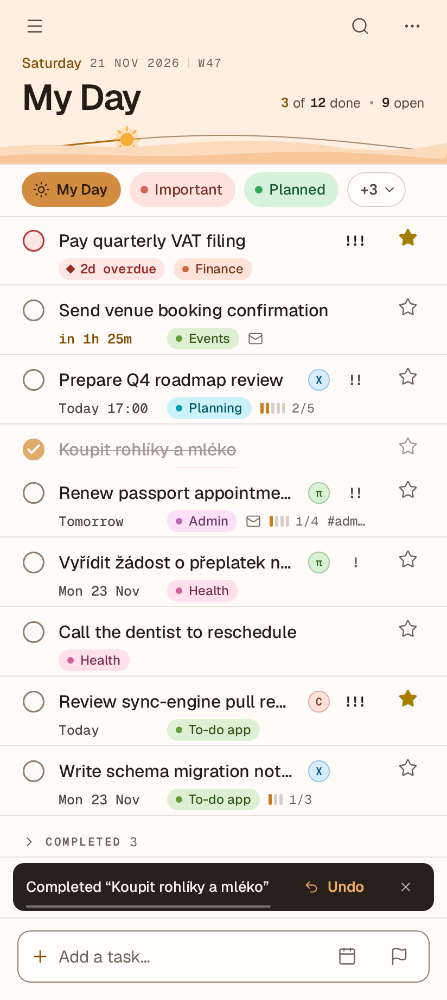 Saturday 21 NOV 2026 | W47
My Day
3 of 12 done • 9 open
My Day Important Planned +3
Pay quarterly VAT filing !!!
2d overdue Finance
Send venue booking confirmation
in 1h 25m Events
Prepare Q4 roadmap review X !!
Today 17:00 Planning 2/5
Koupit rohlíky a mléko
Renew passport appointme… π !!
Tomorrow Admin 1/4 #adm…
Vyřídit žádost o přeplatek n… π !
Mon 23 Nov Health
Call the dentist to reschedule
Health
Review sync-engine pull re… C !!!
Today To-do app
Write schema migration not… X
Mon 23 Nov To-do app 1/3
COMPLETED 3
Completed “Koupit rohlíky a mléko” Undo
Add a task…